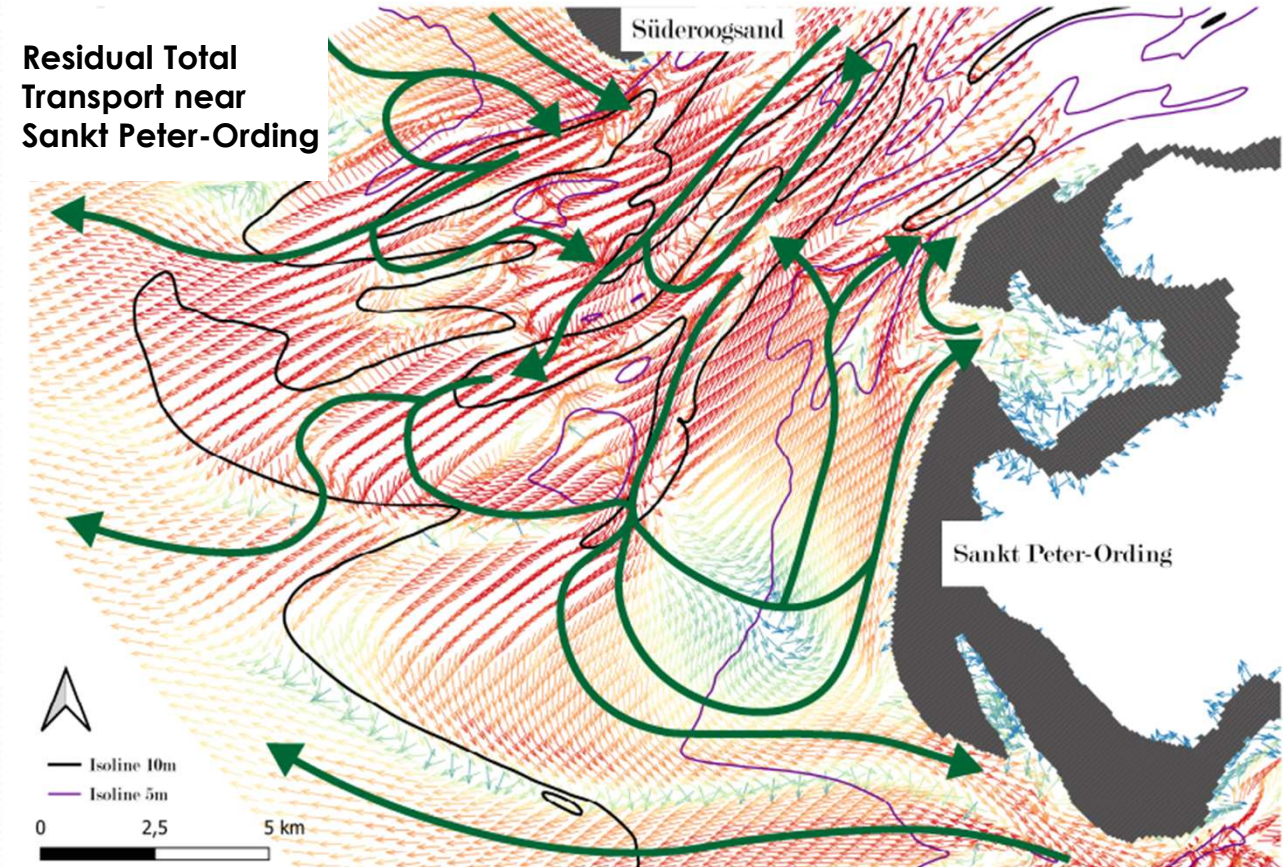 Residual Total
Transport near
Sankt Peter-Ording
Süderoogsand
Sankt Peter-Ording
Isoline 10m
Isoline 5m
0 2,5 5 km